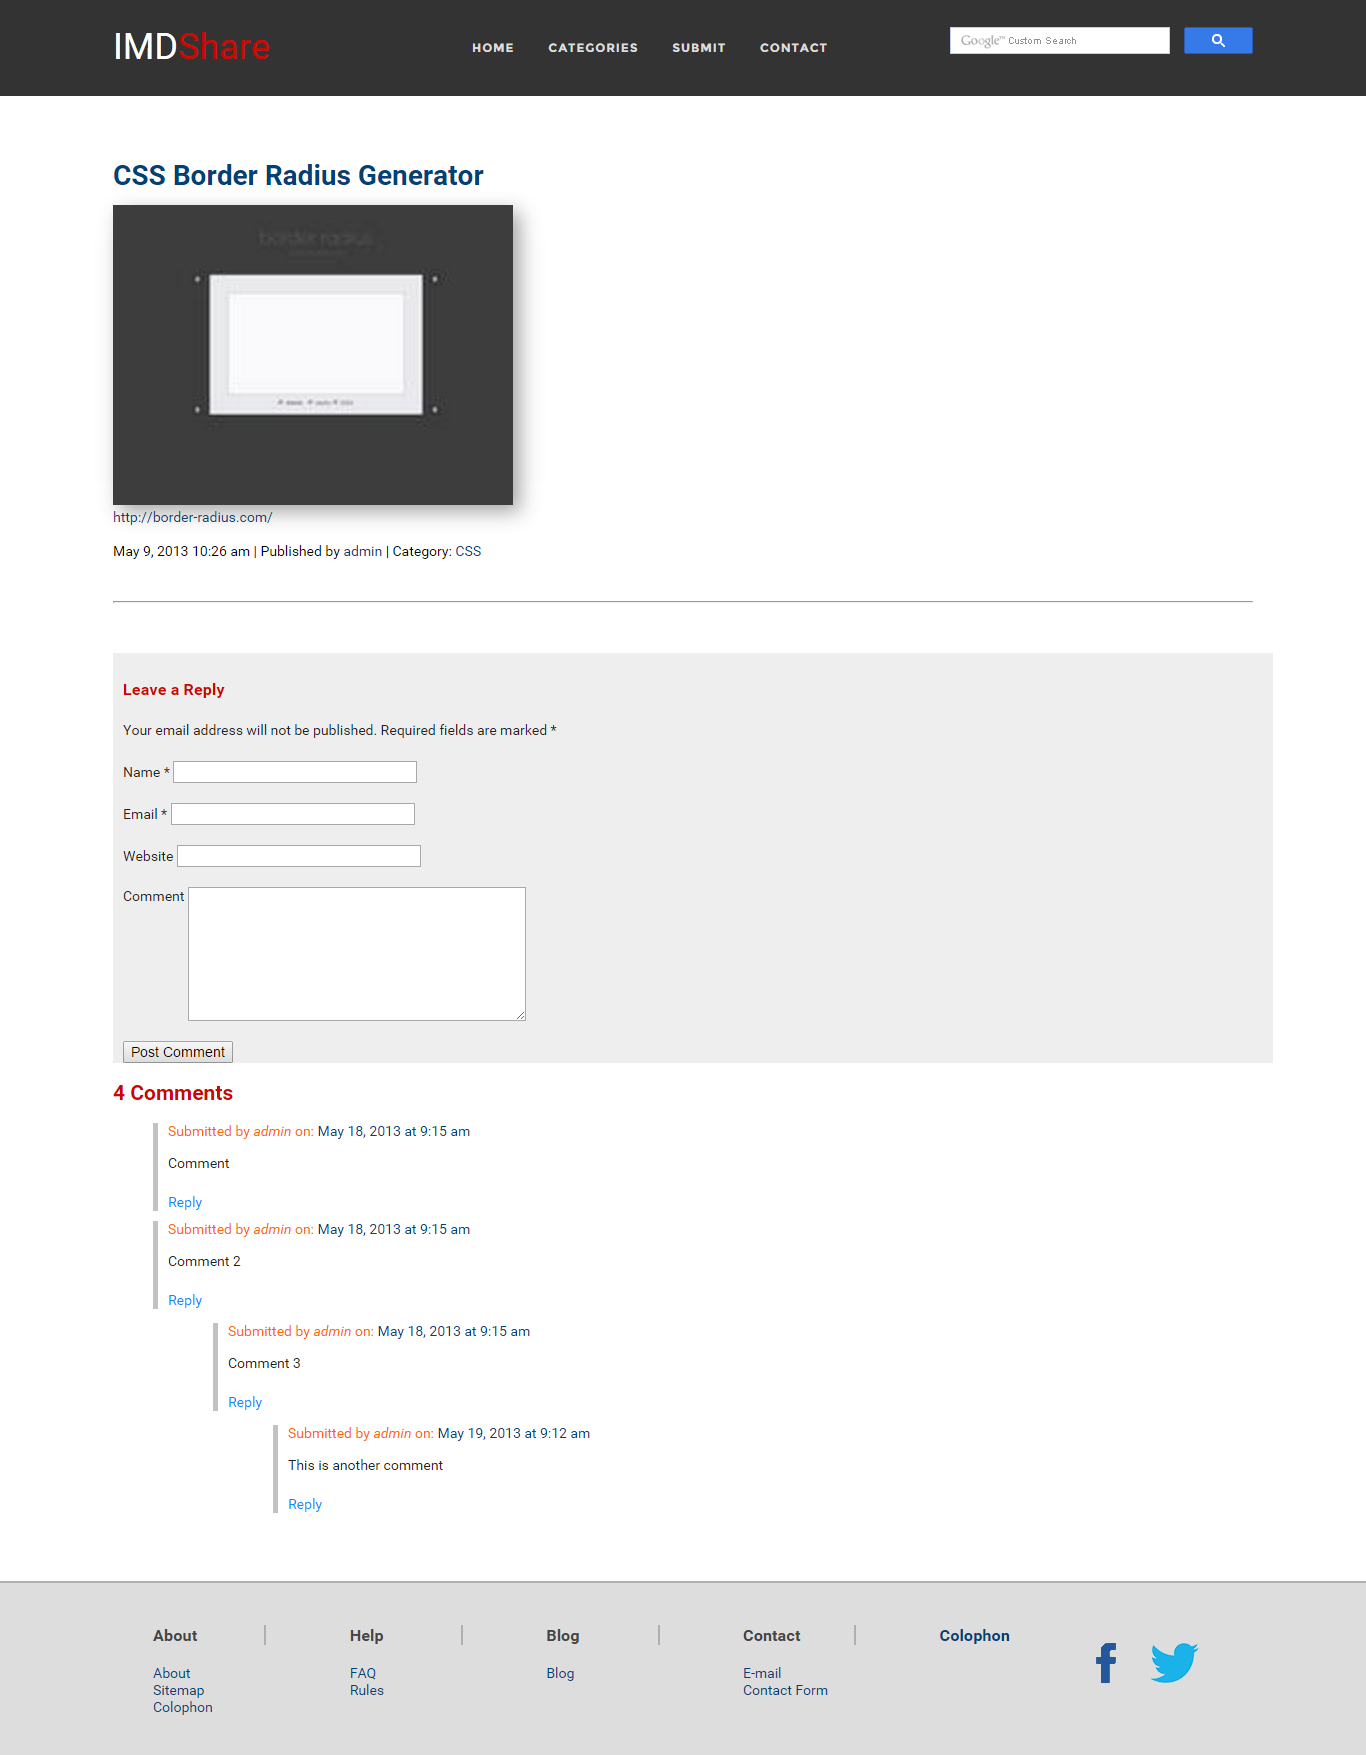 IMDShare
HOME CATEGORIES SUBMIT CONTACT
Google™ Custom Search
CSS Border Radius Generator
border radius
http://border-radius.com/
May 9, 2013 10:26 am | Published by admin | Category: CSS
Leave a Reply
Your email address will not be published. Required fields are marked *
Name *
Email *
Website
Comment
Post Comment
4 Comments
Submitted by admin on: May 18, 2013 at 9:15 am
Comment
Reply
Submitted by admin on: May 18, 2013 at 9:15 am
Comment 2
Reply
Submitted by admin on: May 18, 2013 at 9:15 am
Comment 3
Reply
Submitted by admin on: May 19, 2013 at 9:12 am
This is another comment
Reply
About
About
Sitemap
Colophon
Help
FAQ
Rules
Blog
Blog
Contact
E-mail
Contact Form
Colophon